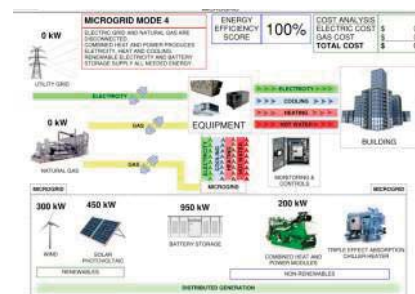 0 kW
MICROGRID MODE 4
ELECTRIC GRID AND NATURAL GAS ARE
DISCONNECTED.
COMBINED HEAT AND POWER PRODUCES
ELETRICITY, HEAT AND COOLING.
RENEWABLE ELECTRICITY AND BATTERY
STORAGE SUPPLY ALL NEEDED ENERGY.
ENERGY
EFFICIENCY
SCORE
100%
COST ANALYSIS
ELECTRIC COST $
GAS COST $
TOTAL COST $
UTILITY GRID
ELECTRICITY
0 kW
GAS
NATURAL GAS
GAS
EQUIPMENT
ELECTRICITY
COOLING
HEATING
HOT WATER
BUILDING
ELECTRICITY
MONITORING &
CONTROLS
MICROGRID
MICROGRID
MICROGRID
300 kW
450 kW
950 kW
200 kW
WIND
SOLAR
PHOTOVOLTAIC
BATTERY STORAGE
COMBINED HEAT AND
POWER MODULES
TRIPLE EFFECT ABSORPTION
CHILLER/HEATER
RENEWABLES
NON-RENEWABLES
DISTRIBUTED GENERATION